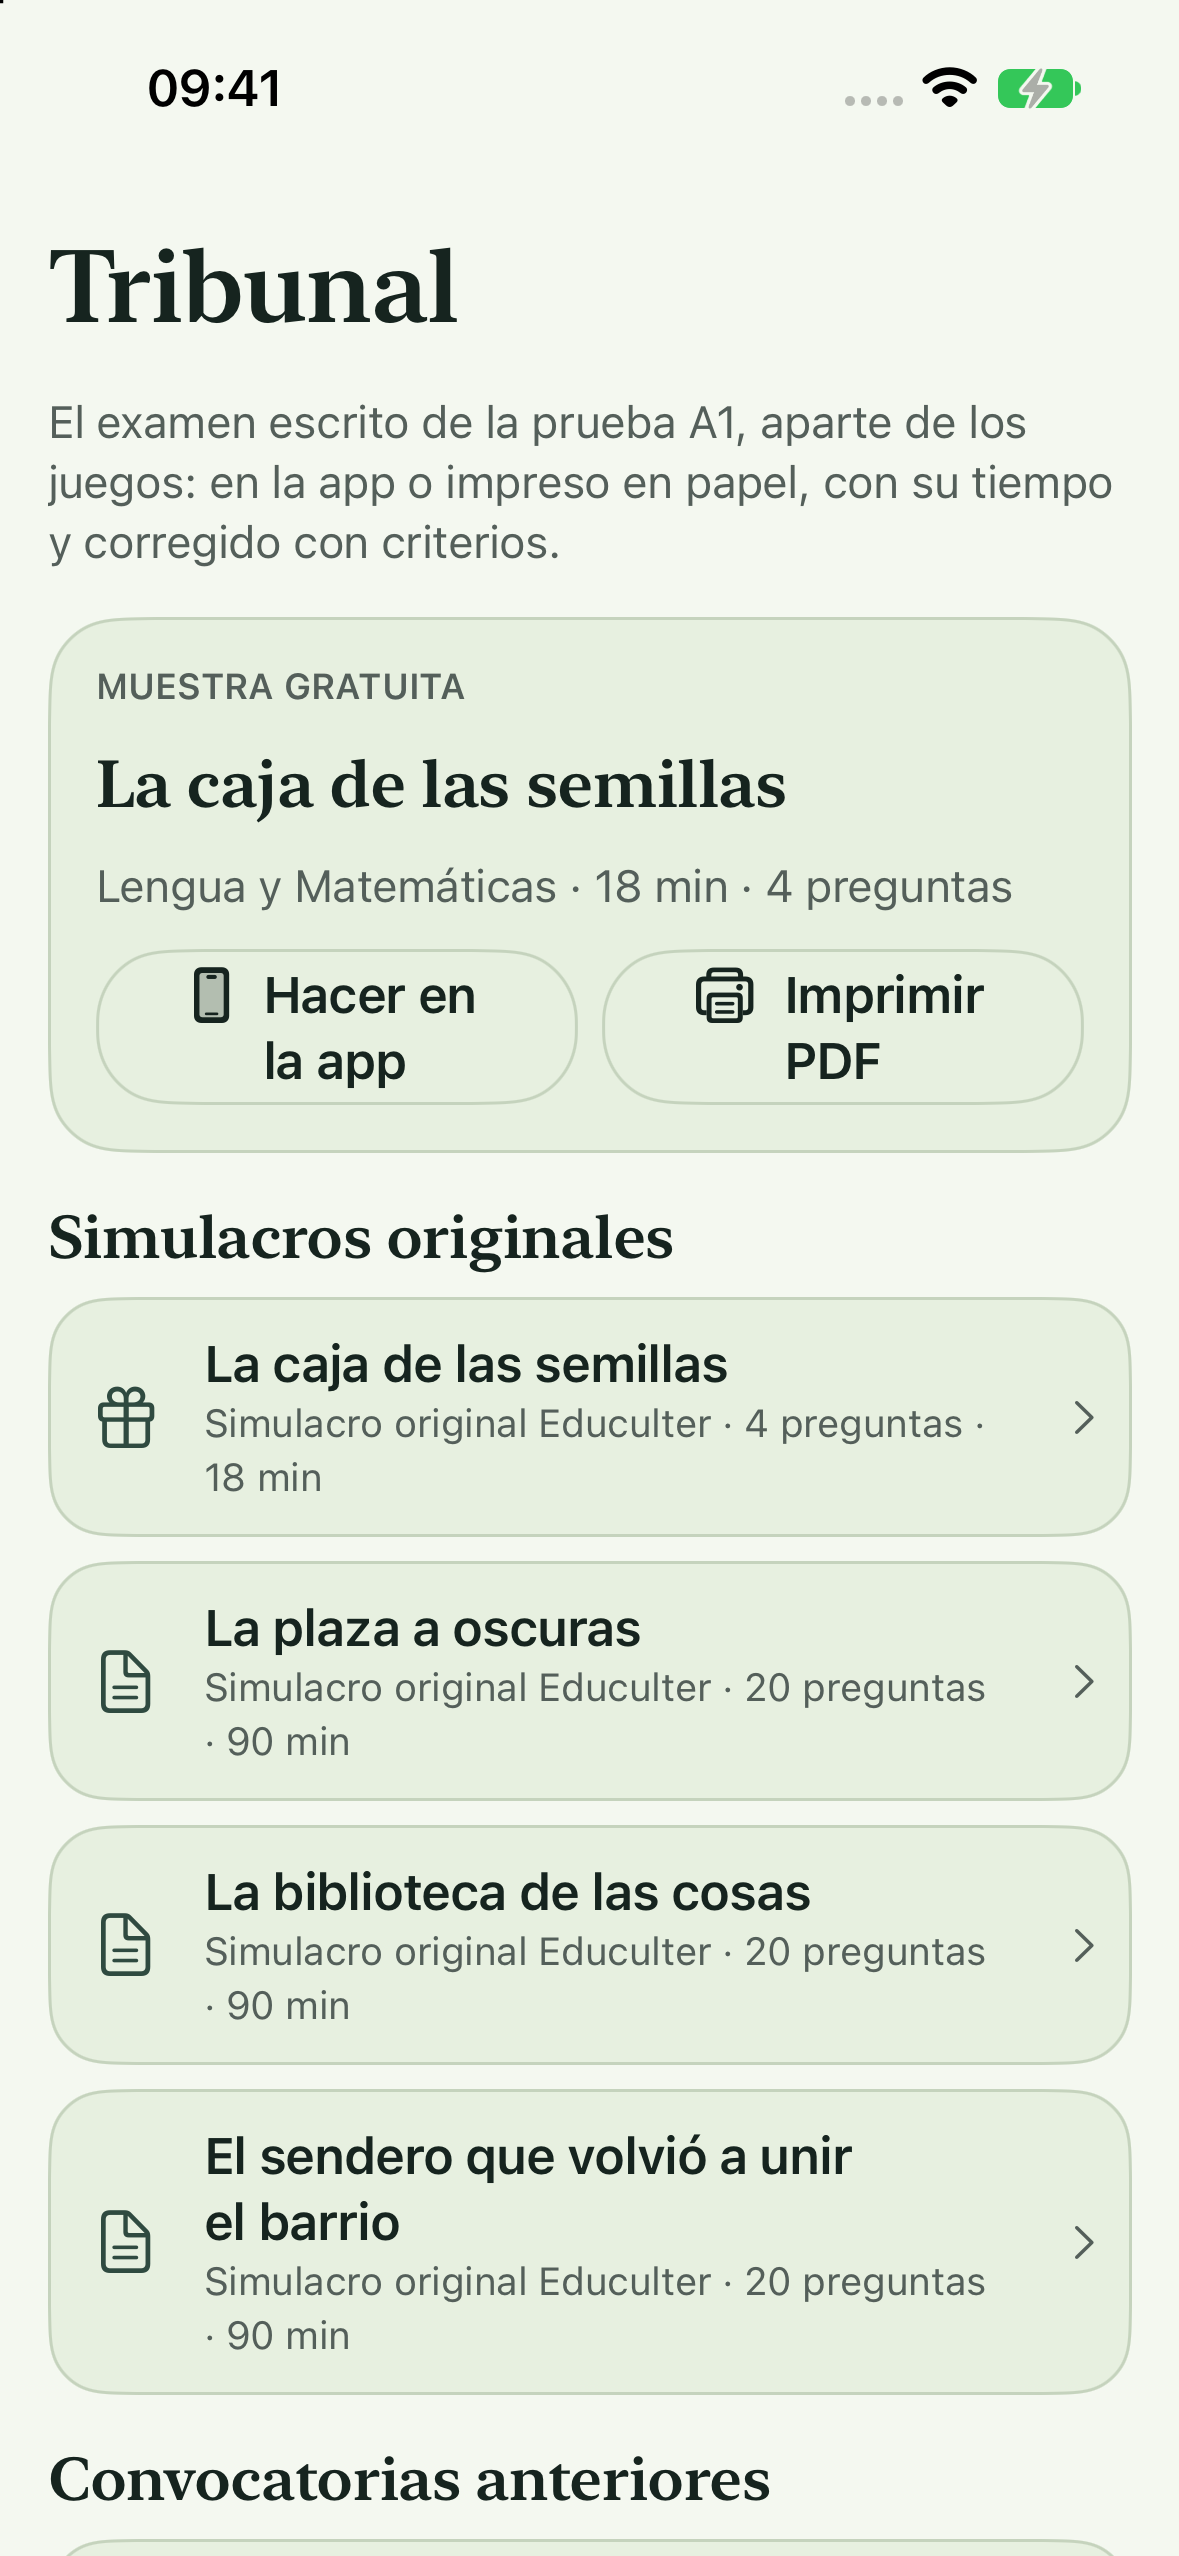 09:41
Tribunal
El examen escrito de la prueba A1, aparte de los
juegos: en la app o impreso en papel, con su tiempo
y corregido con criterios.
MUESTRA GRATUITA
La caja de las semillas
Lengua y Matemáticas · 18 min · 4 preguntas
Hacer en
la app
Imprimir
PDF
Simulacros originales
La caja de las semillas
Simulacro original Educulter · 4 preguntas ·
18 min
La plaza a oscuras
Simulacro original Educulter · 20 preguntas
· 90 min
La biblioteca de las cosas
Simulacro original Educulter · 20 preguntas
· 90 min
El sendero que volvió a unir
el barrio
Simulacro original Educulter · 20 preguntas
· 90 min
Convocatorias anteriores